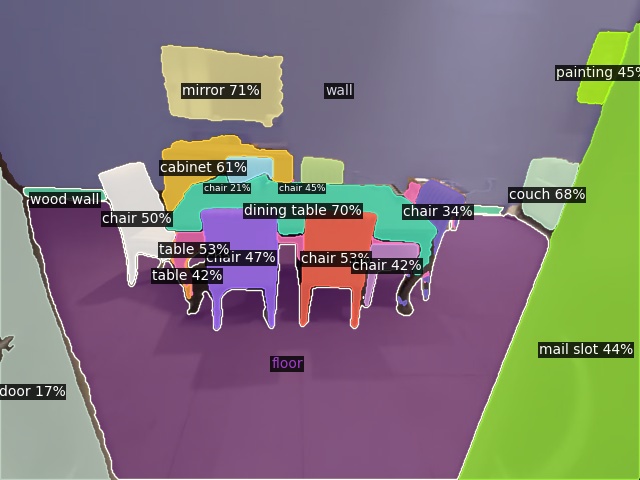 painting 45%
mirror 71%
wall
cabinet 61%
chair 21%
chair 45%
couch 68%
wood wall
dining table 70%
chair 34%
chair 50%
table 53%
chair 47%
chair 53%
chair 42%
table 42%
mail slot 44%
floor
door 17%